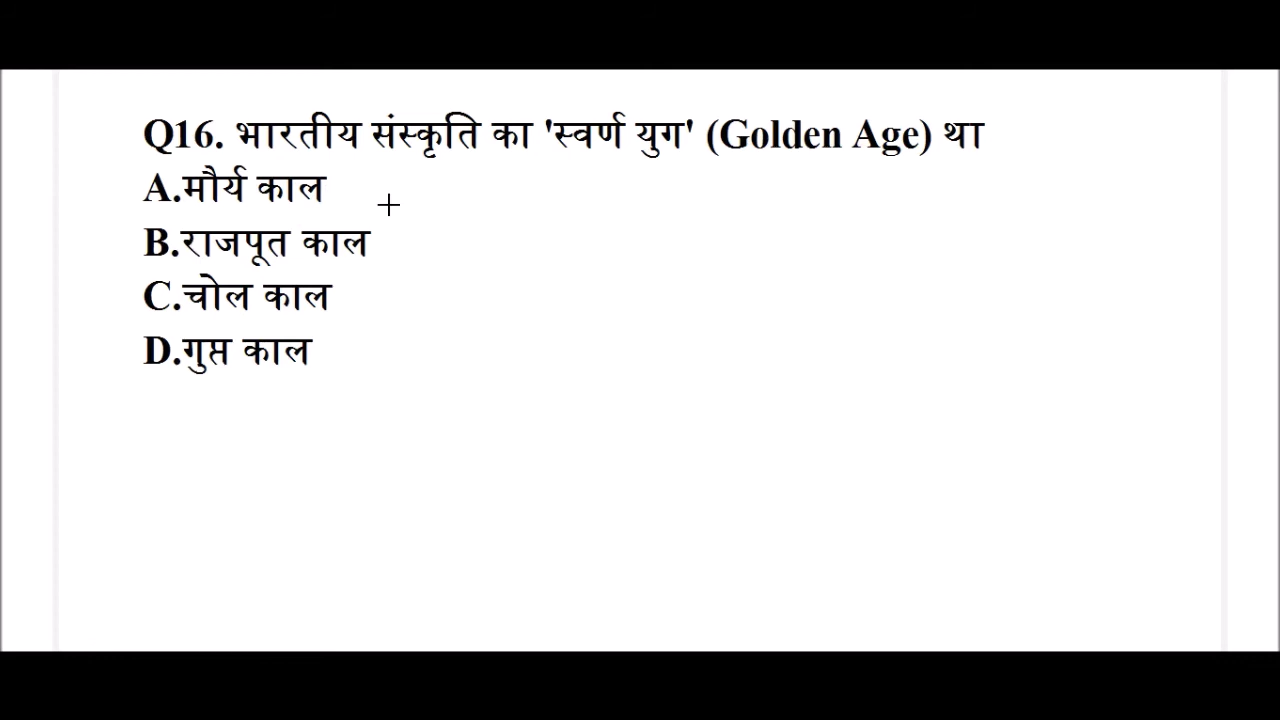 Q16. भारतीय संस्कृति का 'स्वर्ण युग' (Golden Age) था
A.मौर्य काल
B.राजपूत काल
C.चोल काल
D.गुप्त काल